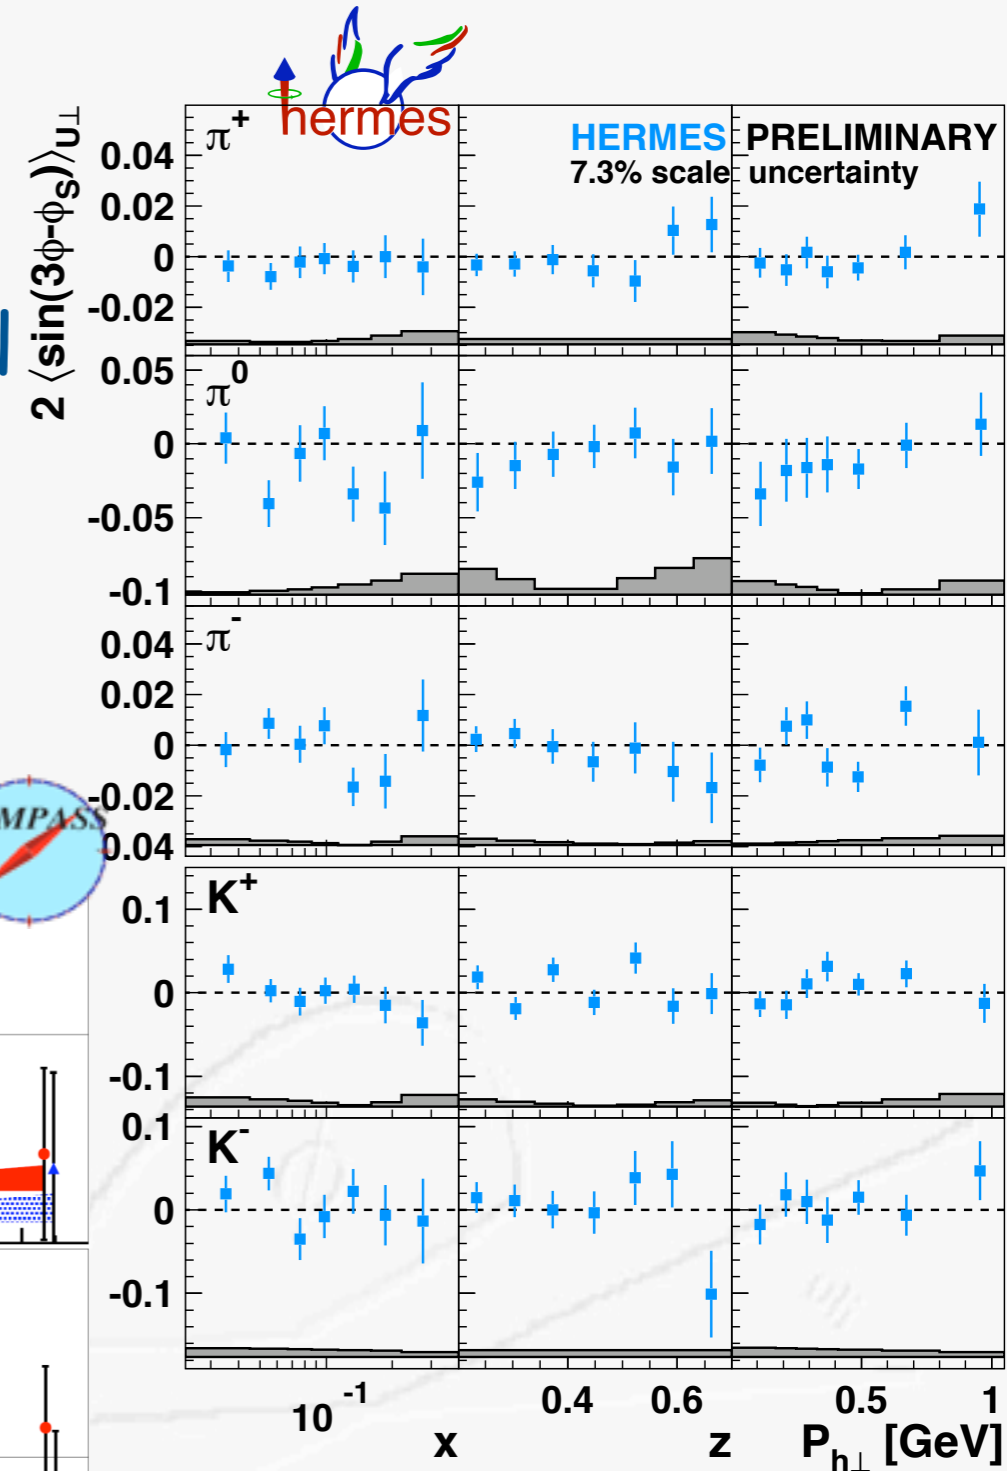 hermes
2 ⟨sin(3ϕ-ϕS)⟩U⊥
π+
HERMES PRELIMINARY
7.3% scale uncertainty
0.04
0.02
0
-0.02
π0
0.05
0
-0.05
-0.1
π-
0.04
0.02
0
-0.02
0.04
MPASS
K+
0.1
0
-0.1
K-
0.1
0
-0.1
10-1
0.4
0.6
0.5
1
x
z
Ph⊥ [GeV]